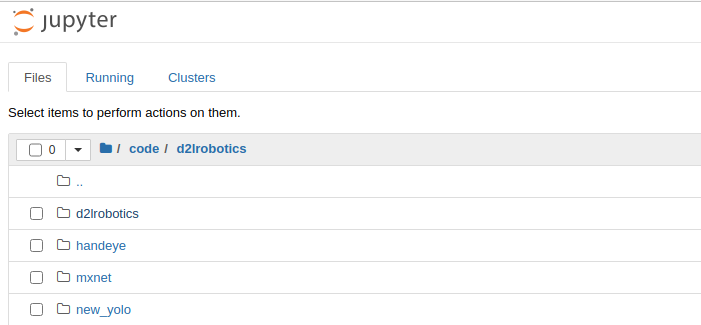 jupyter
Files Running Clusters
Select items to perform actions on them.
0 / code / d2lrobotics
..
d2lrobotics
handeye
mxnet
new_yolo